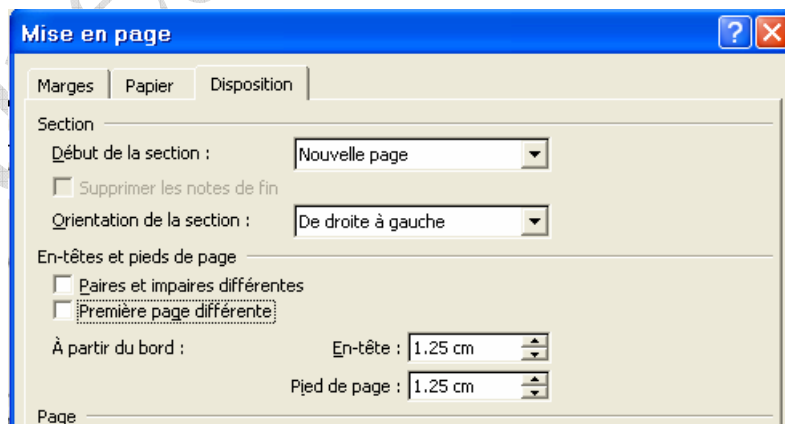 Mise en page
Marges Papier Disposition
Section
Début de la section : Nouvelle page
Supprimer les notes de fin
Orientation de la section : De droite à gauche
En-têtes et pieds de page
Paires et impaires différentes
Première page différente
À partir du bord : En-tête : 1.25 cm
Pied de page : 1.25 cm
Page